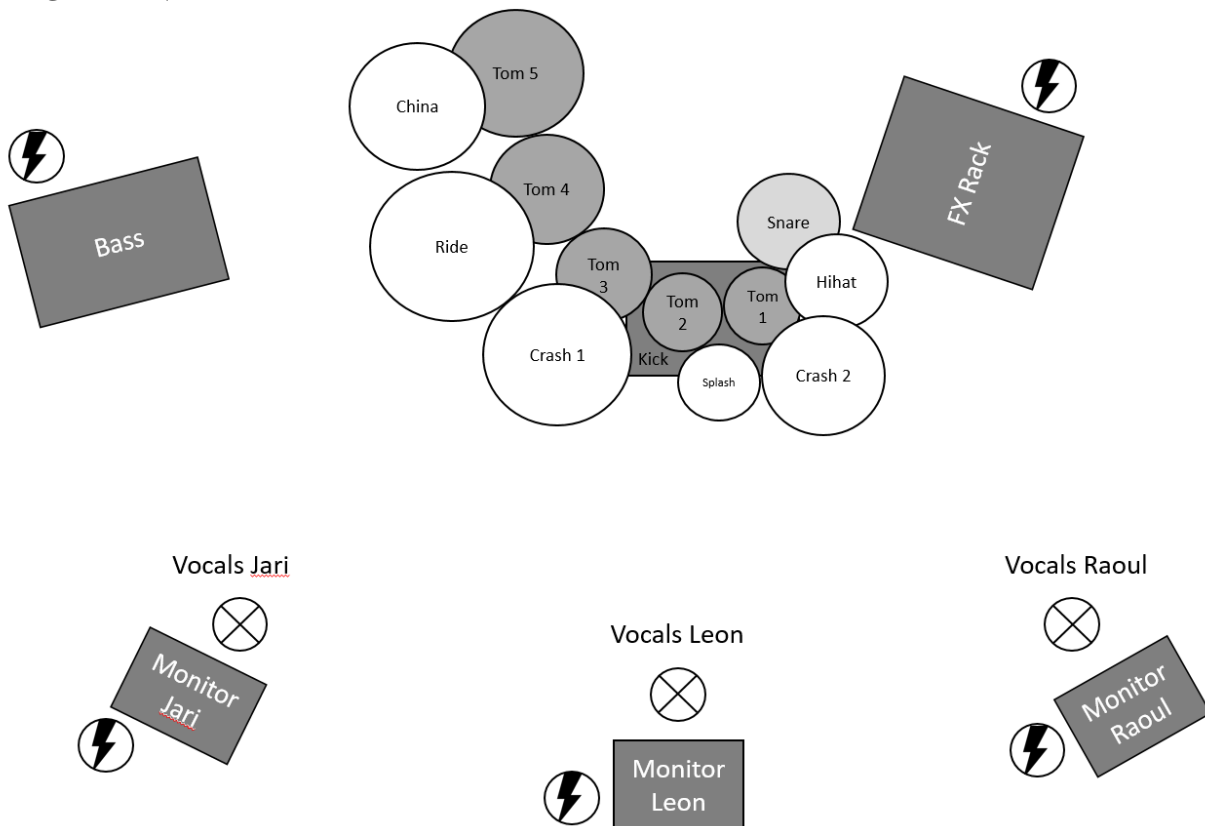 Tom 5
China
Tom 4
Ride
Snare
FX Rack
Bass
Tom
3
Hihat
Tom
2
Tom
1
Crash 1
Kick
Splash
Crash 2
Vocals Jari
Vocals Raoul
Vocals Leon
Monitor
Jari
Monitor
Raoul
Monitor
Leon